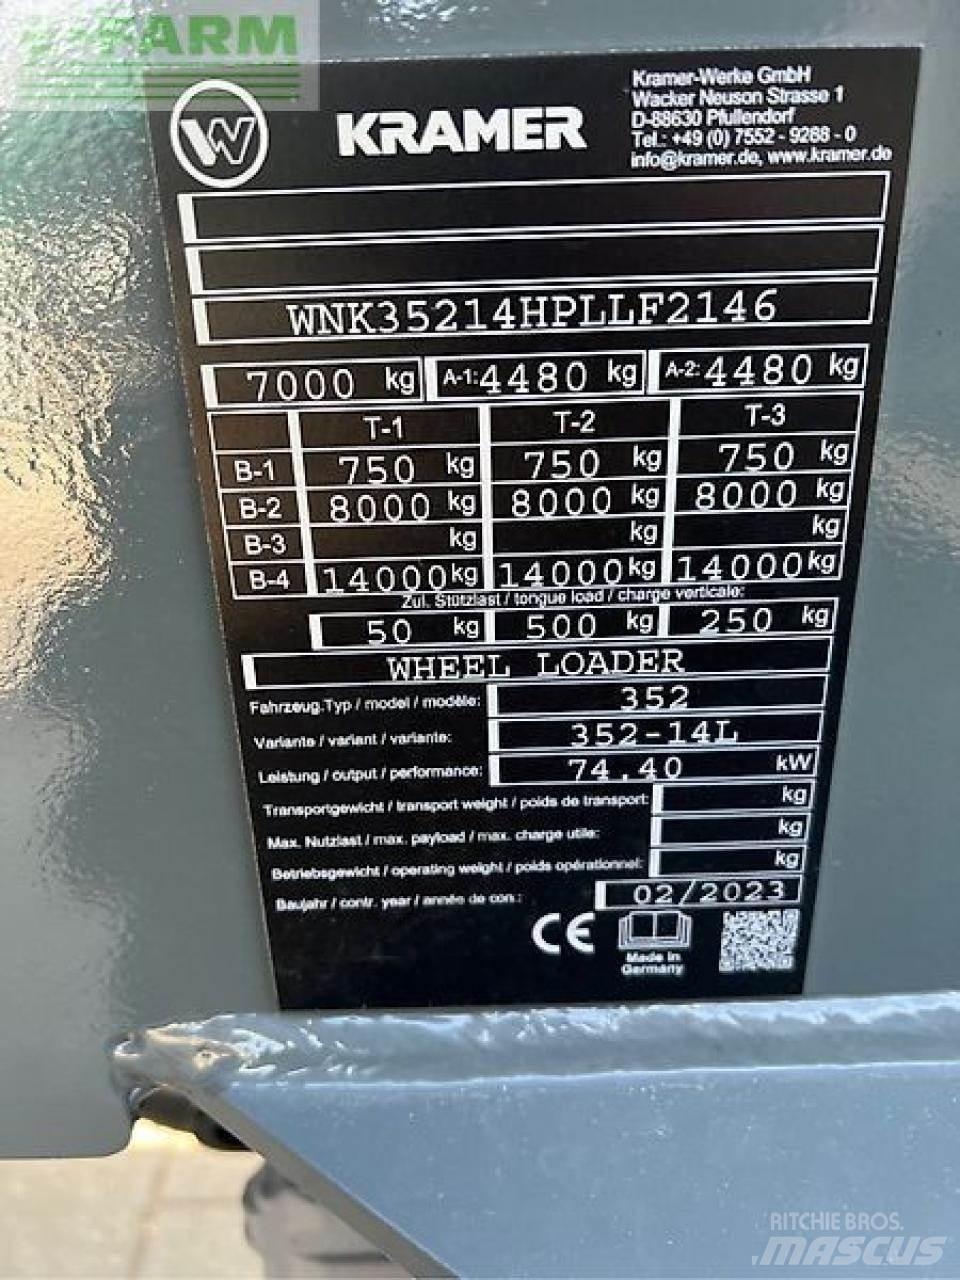 FARM
W
KRAMER
Kramer-Werke GmbH
Wacker Neuson Strasse 1
D-88630 Pfullendorf
Tel.: +49 (0) 7552 - 9288 - 0
info@kramer.de, www.kramer.de
WNK35214HPLLF2146
7000 kg A-1: 4480 kg A-2: 4480 kg
T-1 T-2 T-3
B-1 750 kg 750 kg 750 kg
B-2 8000 kg 8000 kg 8000 kg
B-3 kg kg kg
B-4 14000 kg 14000 kg 14000 kg
Zul. Stützlast / tongue load / charge verticale:
50 kg 500 kg 250 kg
WHEEL LOADER
Fahrzeug.Typ / model / modèle: 352
Variante / variant / variante: 352-14L
Leistung / output / performance: 74.40 kW
Transportgewicht / transport weight / poids de transport: kg
Max. Nutzlast / max. payload / max. charge utile: kg
Betriebsgewicht / operating weight / poids opérationnel: kg
Baujahr / contr. year / année de con.: 02/2023
CE
Made in
Germany
RITCHIE BROS.
MASCUS